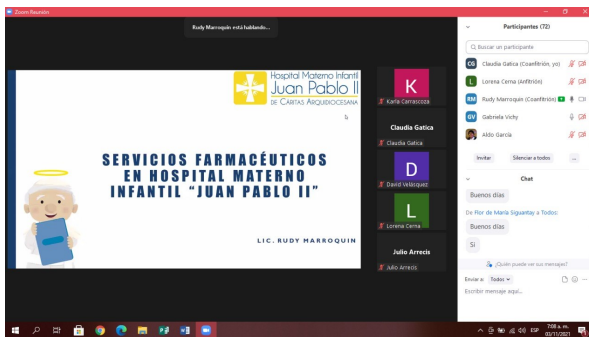 Zoom Reunión
Rudy Marroquin está hablando...
Hospital Materno Infantil
Juan Pablo II
DE CÁRITAS ARQUIDIOCESANA
SERVICIOS FARMACÉUTICOS
EN HOSPITAL MATERNO
INFANTIL “JUAN PABLO II”
LIC. RUDY MARROQUIN
K
Karla Carrascoza
Claudia Gatica
Claudia Gatica
D
David Velásquez
L
Lorena Cerna
Julio Arrecis
Julio Arrecis
Participantes (72)
Buscar un participante
CG Claudia Gatica (Coanfitrión, yo)
L Lorena Cerna (Anfitrión)
RM Rudy Marroquin (Coanfitrión)
GV Gabriela Vichy
Aldo García
Invitar Silenciar a todos ...
Chat
Buenos días
De Flor de María Siguantay a Todos:
Buenos días
Si
¿Quién puede ver sus mensajes?
Enviar a: Todos
Escribir mensaje aquí...
ESP
7:08 a. m.
03/11/2021